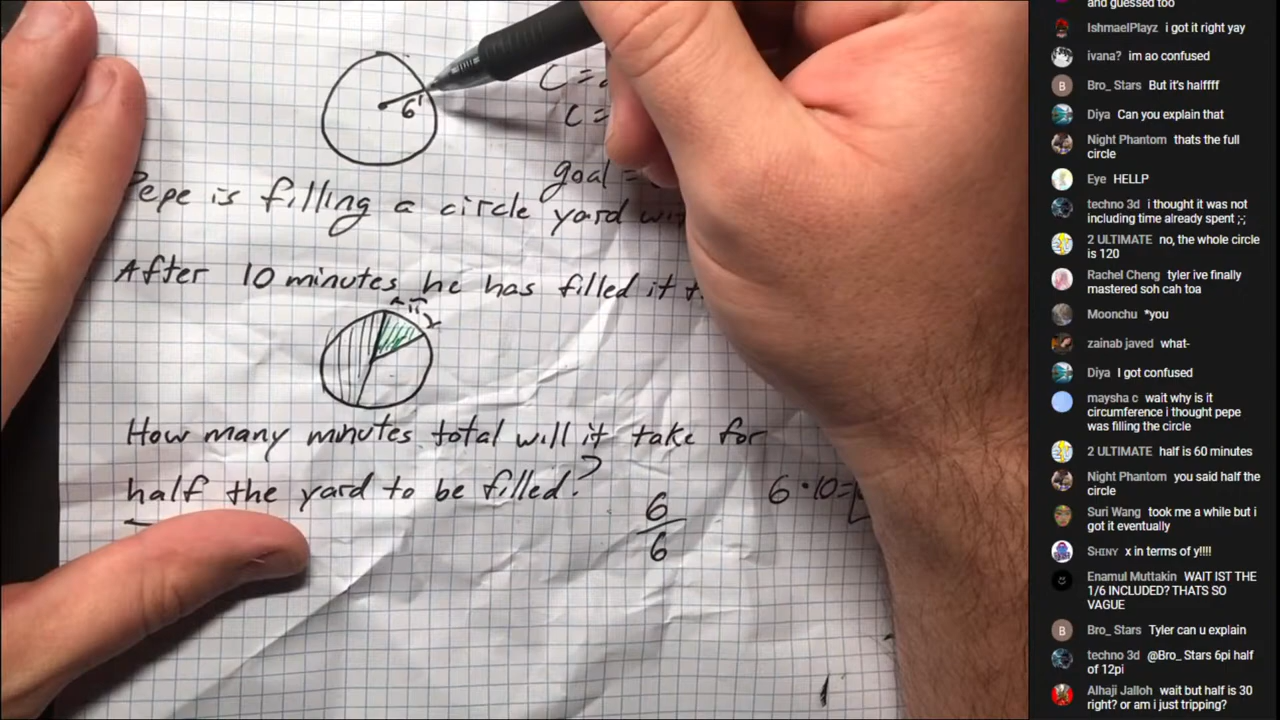 6'
C =
C =
goal =
Pepe is filling a circle yard
After 10 minutes he has filled it
π
How many minutes total will it take for
half the yard to be filled?
6
6
6 · 10 =
and guessed too
IshmaelPlayz i got it right yay
ivana? im ao confused
Bro_ Stars But it's halffff
Diya Can you explain that
Night Phantom thats the full
circle
Eye HELLP
techno 3d i thought it was not
including time already spent ;-;
2 ULTIMATE no, the whole circle
is 120
Rachel Cheng tyler ive finally
mastered soh cah toa
Moonchu *you
zainab javed what-
Diya I got confused
maysha c wait why is it
circumference i thought pepe
was filling the circle
2 ULTIMATE half is 60 minutes
Night Phantom you said half the
circle
Suri Wang took me a while but i
got it eventually
SHINY x in terms of y!!!!
Enamul Muttakin WAIT IST THE
1/6 INCLUDED? THATS SO
VAGUE
Bro_ Stars Tyler can u explain
techno 3d @Bro_ Stars 6pi half
of 12pi
Alhaji Jalloh wait but half is 30
right? or am i just tripping?